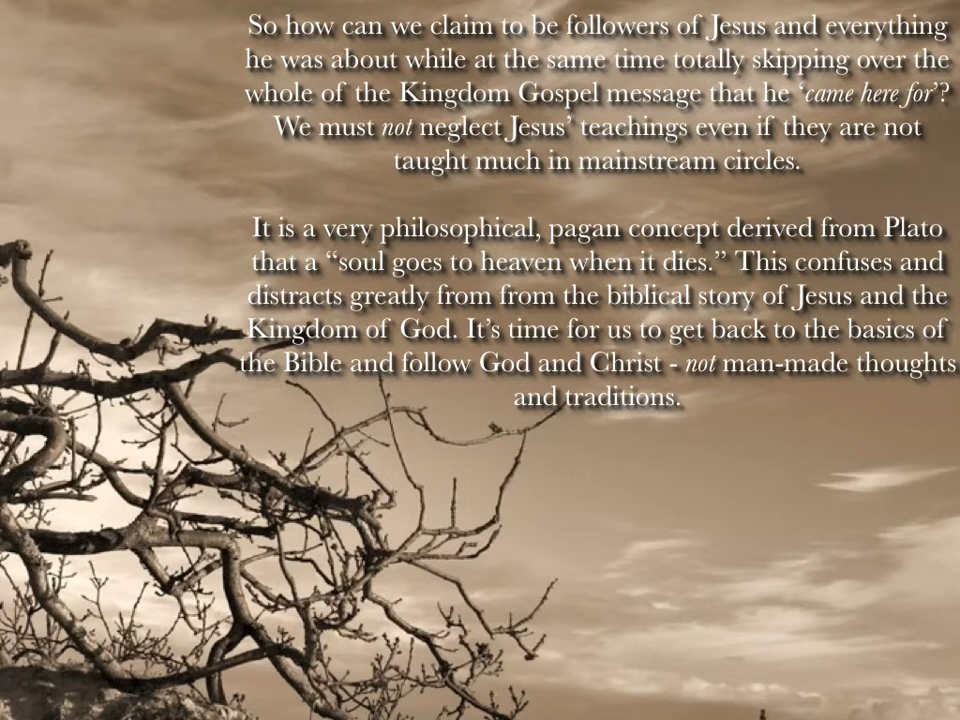 So how can we claim to be followers of Jesus and everything
he was about while at the same time totally skipping over the
whole of the Kingdom Gospel message that he ‘came here for’?
We must not neglect Jesus’ teachings even if they are not
taught much in mainstream circles.
It is a very philosophical, pagan concept derived from Plato
that a “soul goes to heaven when it dies.” This confuses and
distracts greatly from from the biblical story of Jesus and the
Kingdom of God. It’s time for us to get back to the basics of
the Bible and follow God and Christ - not man-made thoughts
and traditions.